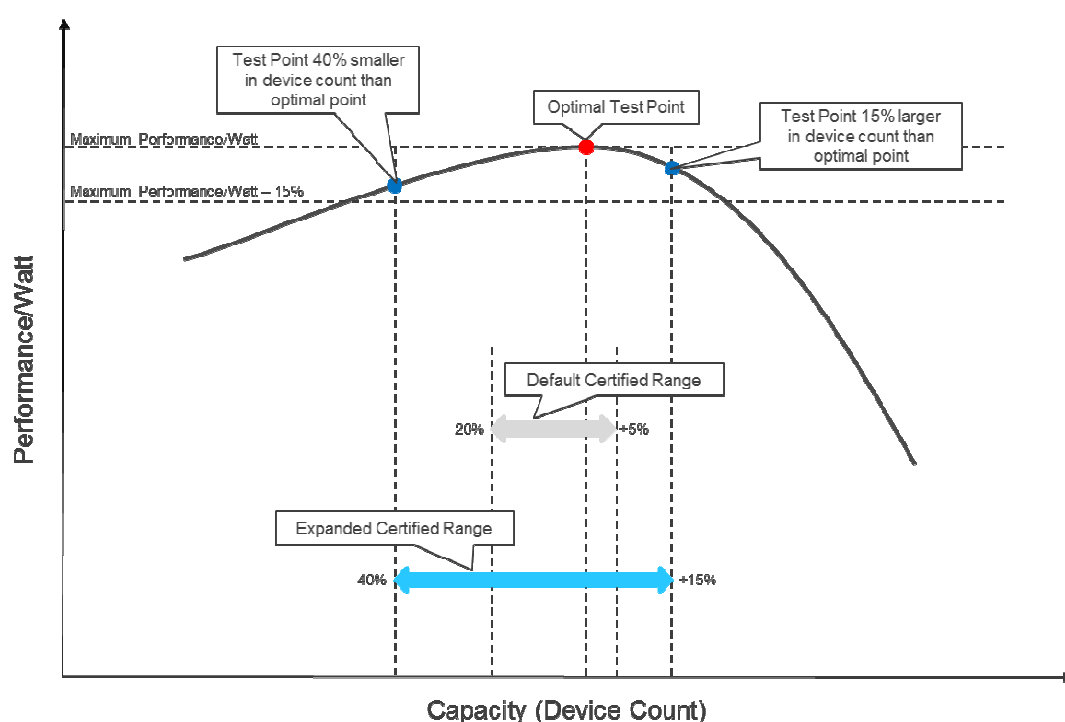 Test Point 40% smaller
in device count than
optimal point
Optimal Test Point
Test Point 15% larger
in device count than
optimal point
Maximum Performance/Watt
Maximum Performance/Watt – 15%
Performance/Watt
Default Certified Range
20%
+5%
Expanded Certified Range
40%
+15%
Capacity (Device Count)